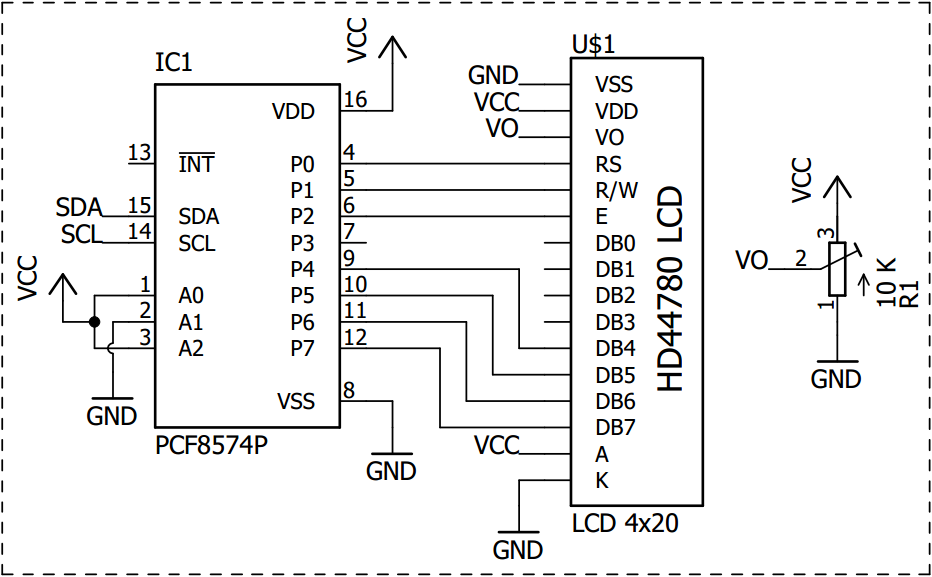 IC1
VCC
VDD
16
13
INT
P0
4
P1
5
SDA
15
SDA
P2
6
SCL
14
SCL
P3
7
P4
9
VCC
1
A0
P5
10
2
A1
P6
11
3
A2
P7
12
GND
VSS
8
PCF8574P
GND
U$1
GND
VSS
VCC
VDD
VO
VO
RS
R/W
E
DB0
DB1
DB2
DB3
DB4
DB5
DB6
DB7
VCC
A
K
HD44780 LCD
GND
LCD 4x20
VCC
3
VO
2
1
10 K
R1
GND